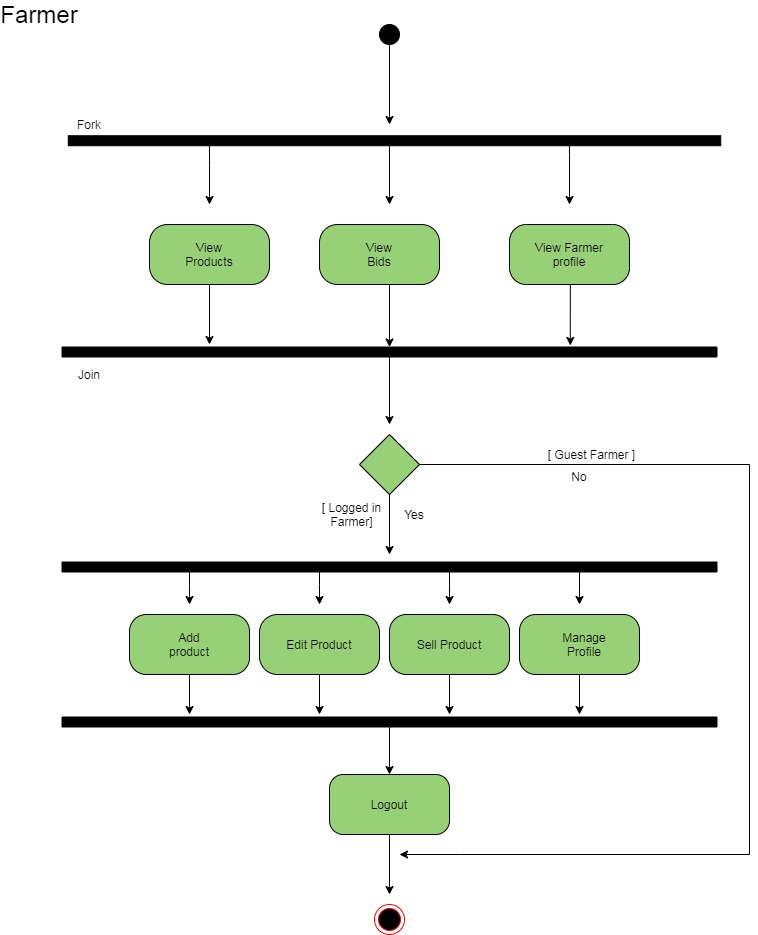 Farmer
Fork
View
Products
View
Bids
View Farmer
profile
Join
[ Guest Farmer ]
No
[ Logged in
Farmer]
Yes
Add
product
Edit Product
Sell Product
Manage
Profile
Logout